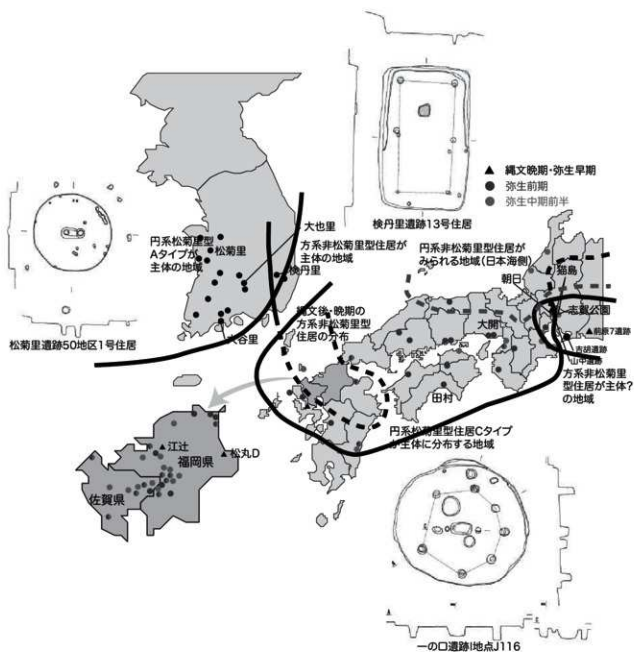 ▲ 縄文晩期・弥生早期
● 弥生前期
● 弥生中期前半
検丹里遺跡13号住居
円系松菊里型
Aタイプが
主体の地域
松菊里
大也里
方系非松菊里型住居が
主体の地域
検丹里
大谷里
松菊里遺跡50地区1号住居
縄文後・晩期の
方系非松菊里型
住居の分布
円系非松菊里型住居が
みられる地域(日本海側)
猫島
朝日
志賀公園
大開
前原7遺跡
吉胡遺跡
山中遺跡
方系非松菊里
型住居が主体?
の地域
田村
円系松菊里型住居Cタイプ
が主体に分布する地域
江辻
福岡県
松丸D
佐賀県
一の口遺跡I地点J116